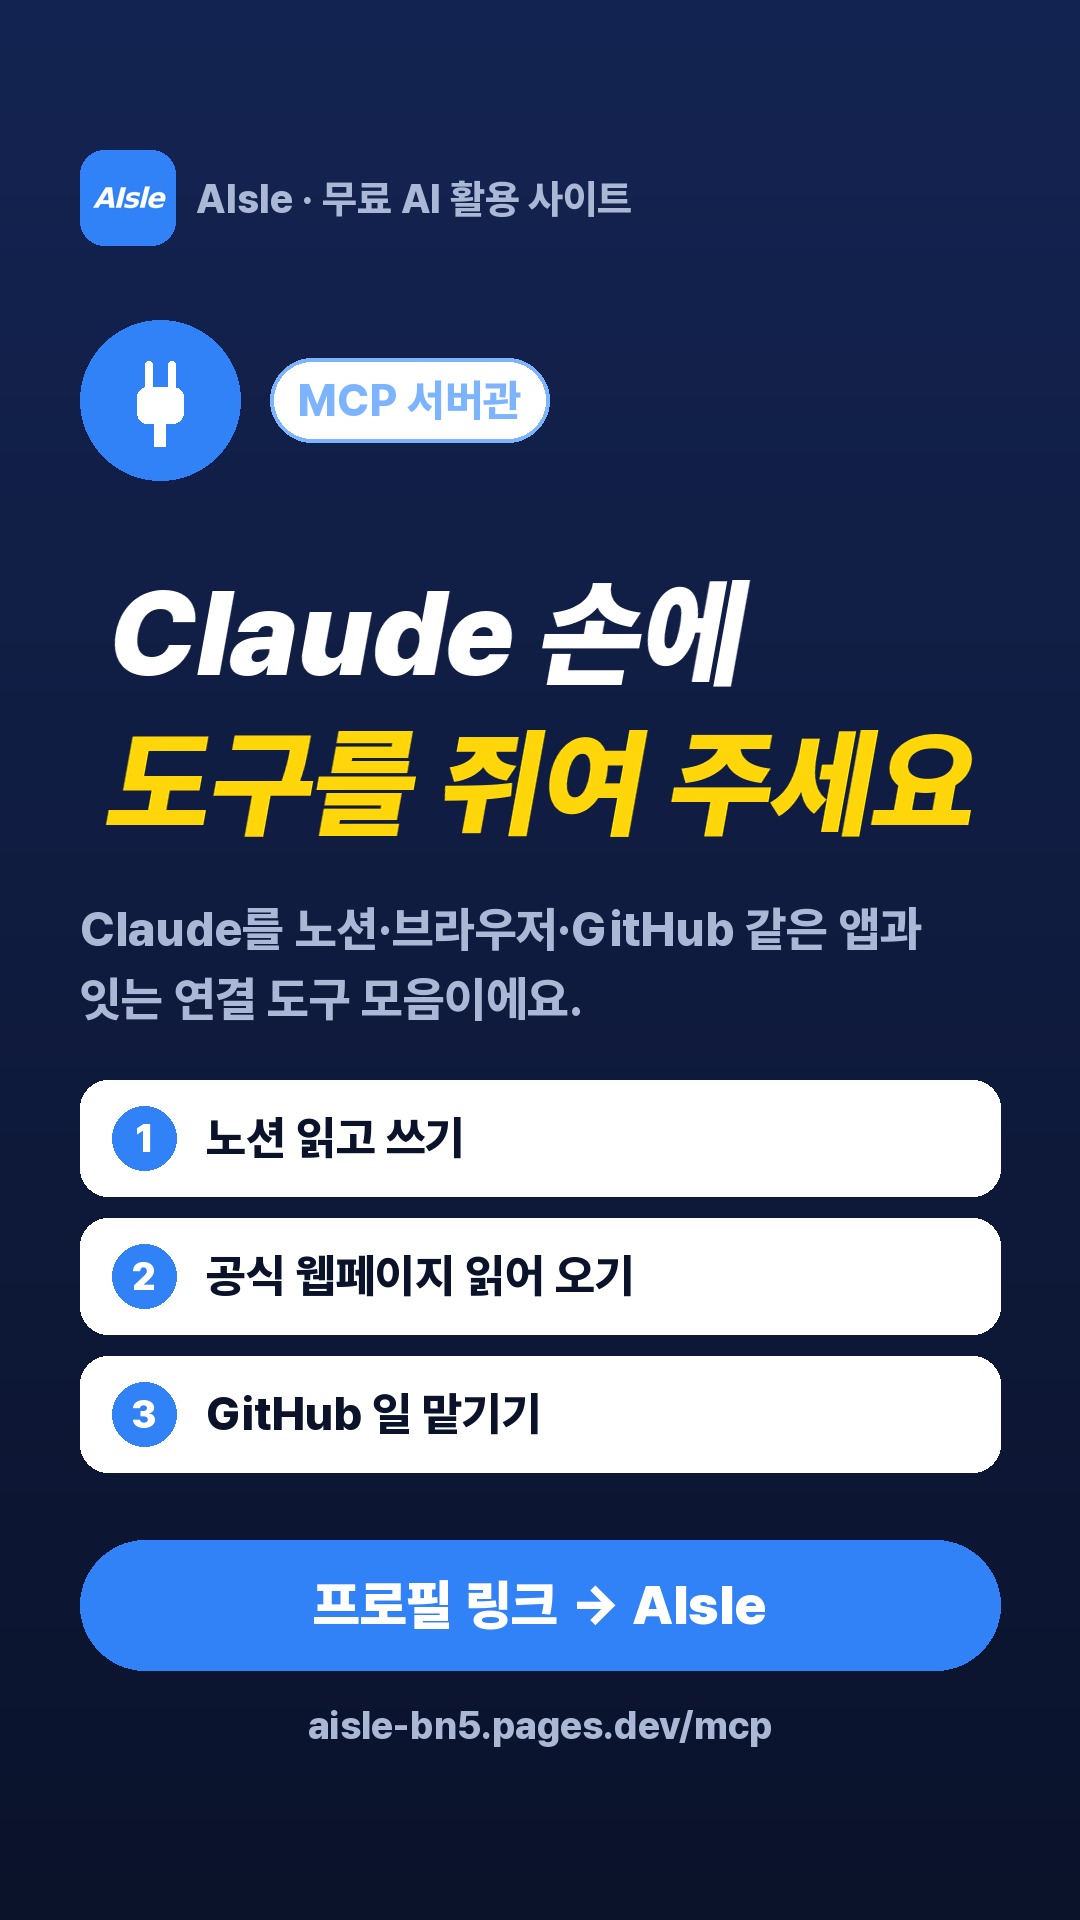 AIsle
AIsle · 무료 AI 활용 사이트
MCP 서버관
Claude 손에
도구를 쥐여 주세요
Claude를 노션·브라우저·GitHub 같은 앱과
잇는 연결 도구 모음이에요.
1 노션 읽고 쓰기
2 공식 웹페이지 읽어 오기
3 GitHub 일 맡기기
프로필 링크 → AIsle
aisle-bn5.pages.dev/mcp